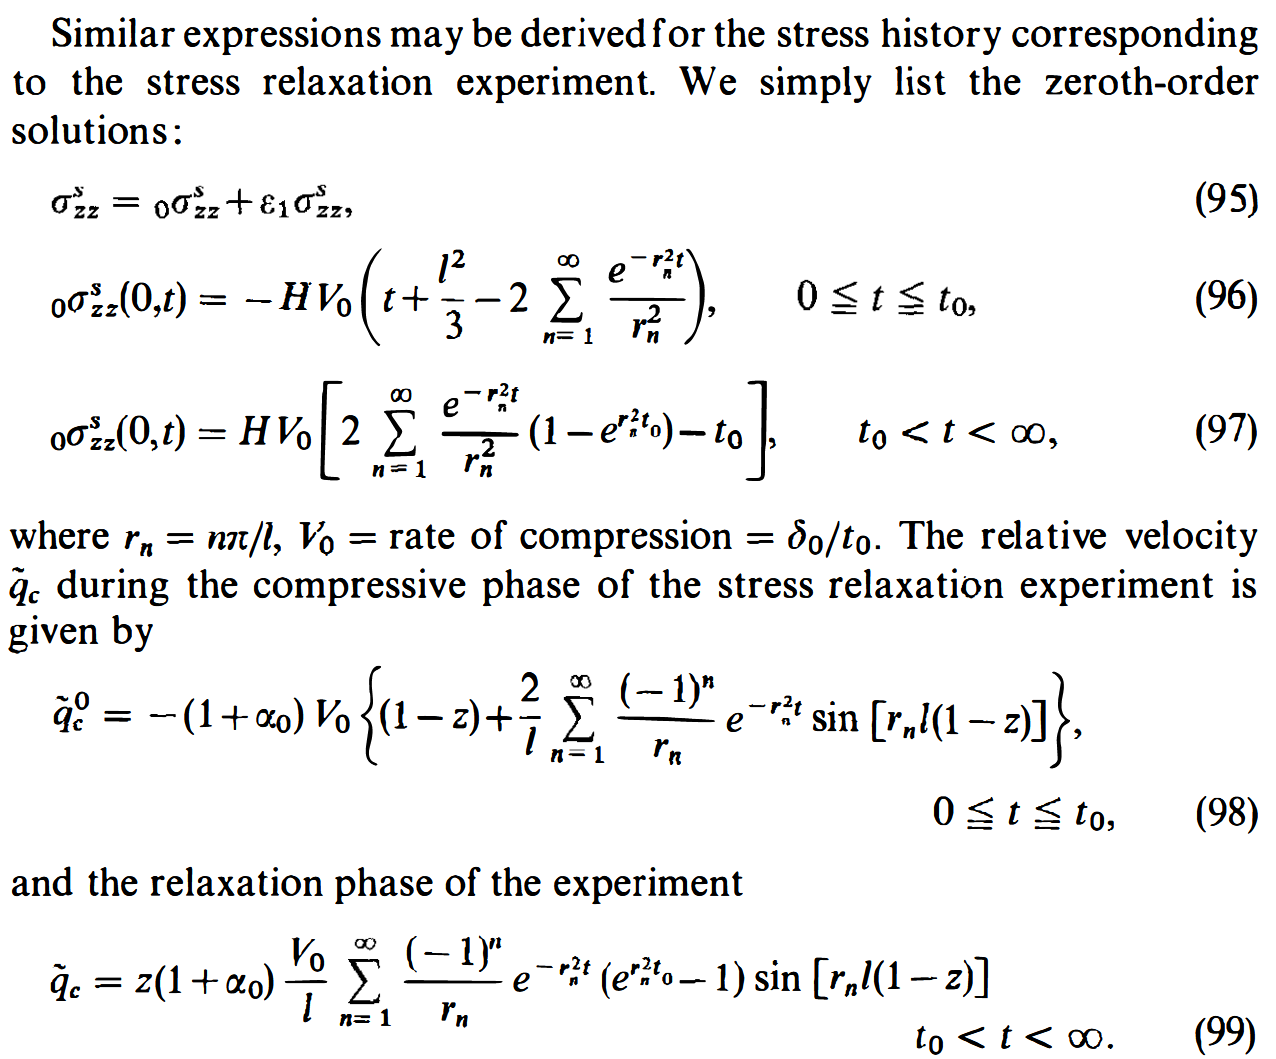 Similar expressions may be derived for the stress history corresponding
to the stress relaxation experiment. We simply list the zeroth-order
solutions:
$\sigma^s_{zz} = {}_0\sigma^s_{zz} + \varepsilon_1\sigma^s_{zz},$ (95)
${}_0\sigma^s_{zz}(0,t) = -HV_0\left(t + \frac{l^2}{3} - 2\sum_{n=1}^{\infty}\frac{e^{-r_n^2 t}}{r_n^2}\right), \quad 0 \leqq t \leqq t_0,$ (96)
${}_0\sigma^s_{zz}(0,t) = HV_0\left[2\sum_{n=1}^{\infty}\frac{e^{-r_n^2 t}}{r_n^2}(1 - e^{r_n^2 t_0}) - t_0\right], \quad t_0 < t < \infty,$ (97)
where $r_n = n\pi/l$, $V_0$ = rate of compression = $\delta_0/t_0$. The relative velocity
$\tilde{q}_c$ during the compressive phase of the stress relaxation experiment is
given by
$\tilde{q}_c^0 = -(1+\alpha_0)V_0\left\{(1-z) + \frac{2}{l}\sum_{n=1}^{\infty}\frac{(-1)^n}{r_n}e^{-r_n^2 t}\sin[r_n l(1-z)]\right\},$
$0 \leqq t \leqq t_0,$ (98)
and the relaxation phase of the experiment
$\tilde{q}_c = z(1+\alpha_0)\frac{V_0}{l}\sum_{n=1}^{\infty}\frac{(-1)^n}{r_n}e^{-r_n^2 t}(e^{r_n^2 t_0} - 1)\sin[r_n l(1-z)]$
$t_0 < t < \infty.$ (99)